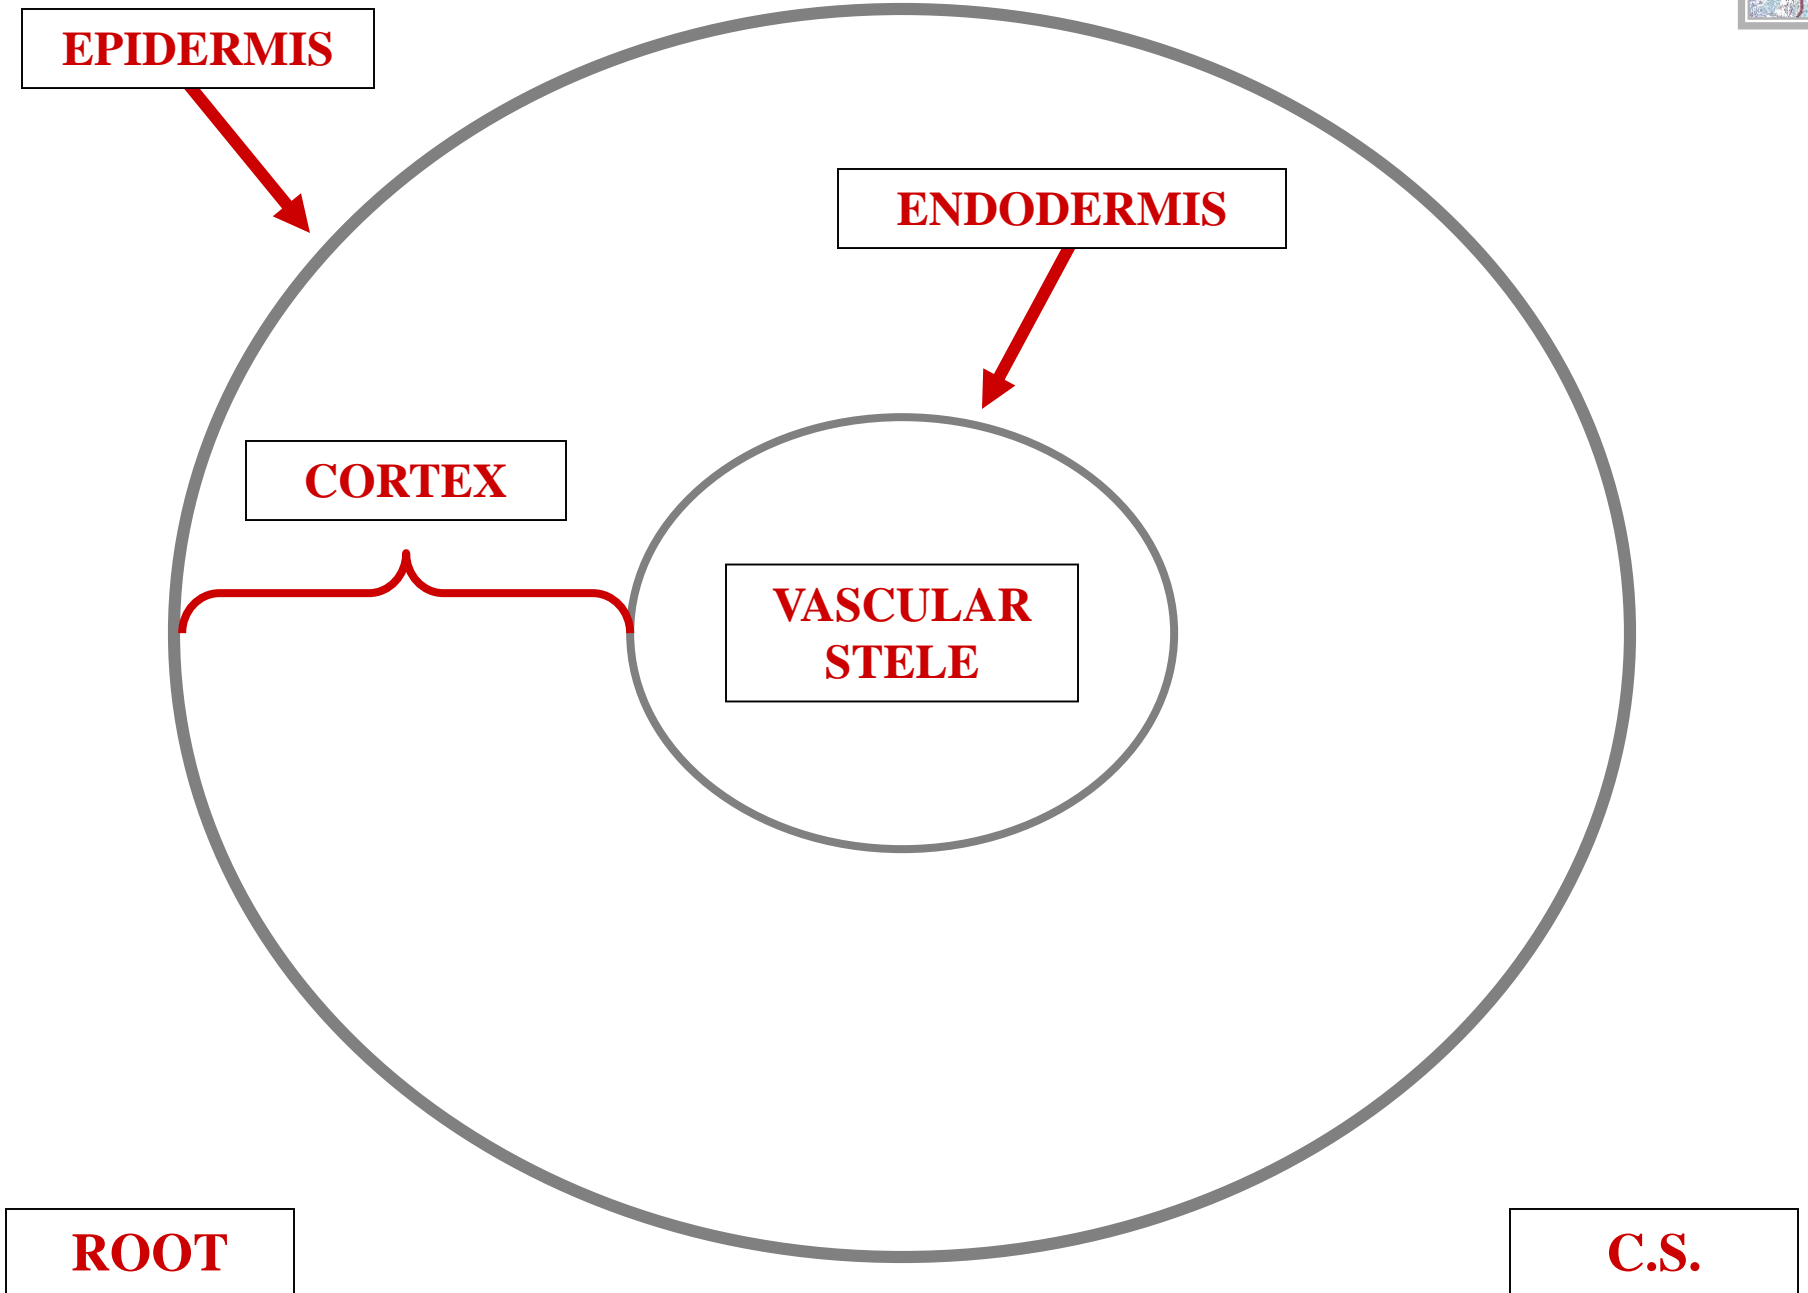 EPIDERMIS
ENDODERMIS
CORTEX
VASCULAR
STELE
ROOT
C.S.